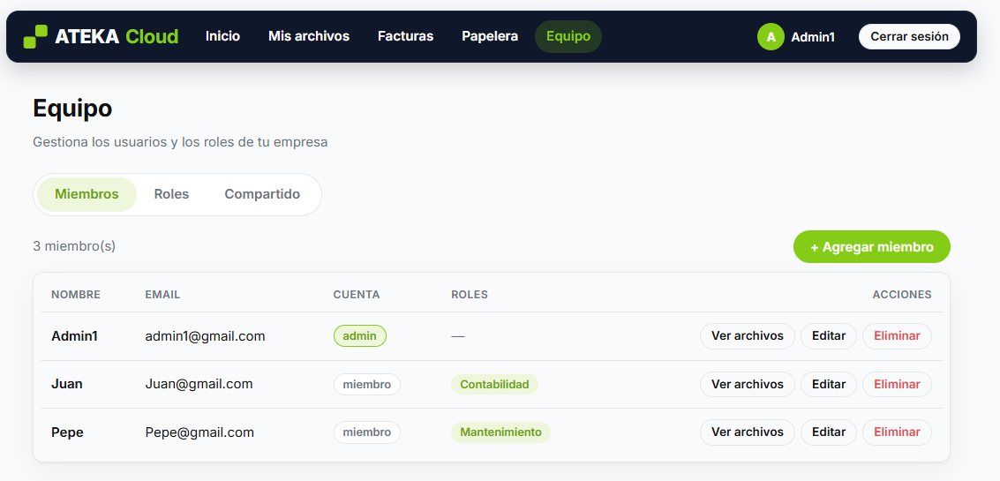 ATEKA Cloud Inicio Mis archivos Facturas Papelera Equipo A Admin1 Cerrar sesión
Equipo
Gestiona los usuarios y los roles de tu empresa
Miembros Roles Compartido
3 miembro(s) + Agregar miembro
NOMBRE EMAIL CUENTA ROLES ACCIONES
Admin1 admin1@gmail.com admin — Ver archivos Editar Eliminar
Juan Juan@gmail.com miembro Contabilidad Ver archivos Editar Eliminar
Pepe Pepe@gmail.com miembro Mantenimiento Ver archivos Editar Eliminar